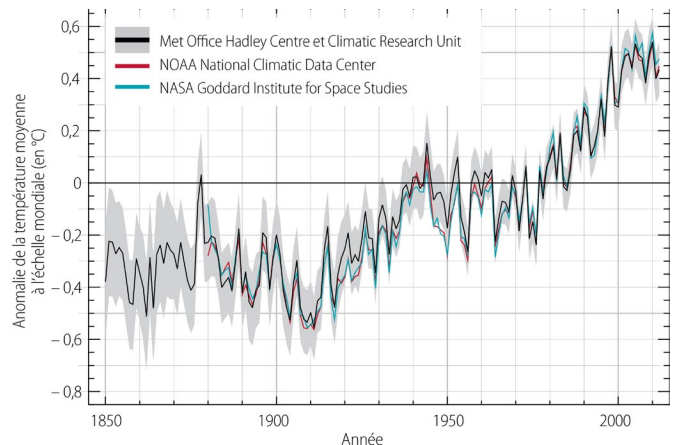 Met Office Hadley Centre et Climatic Research Unit
NOAA National Climatic Data Center
NASA Goddard Institute for Space Studies
Anomalie de la température moyenne
à l'échelle mondiale (en °C)
0,6
0,4
0,2
0
– 0,2
– 0,4
– 0,6
– 0,8
1850
1900
1950
2000
Année